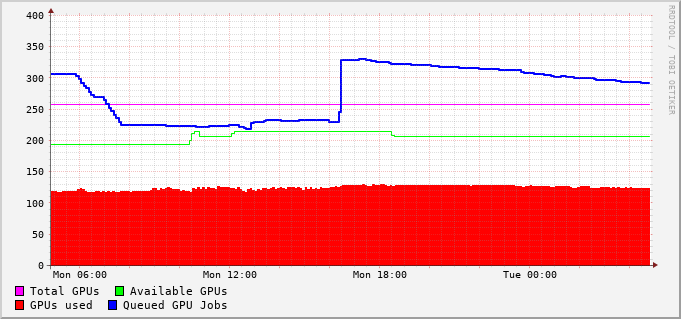 400
350
300
250
200
150
100
50
0
Mon 06:00 Mon 12:00 Mon 18:00 Tue 00:00
Total GPUs Available GPUs
GPUs used Queued GPU Jobs
RRDTOOL / TOBI OETIKER